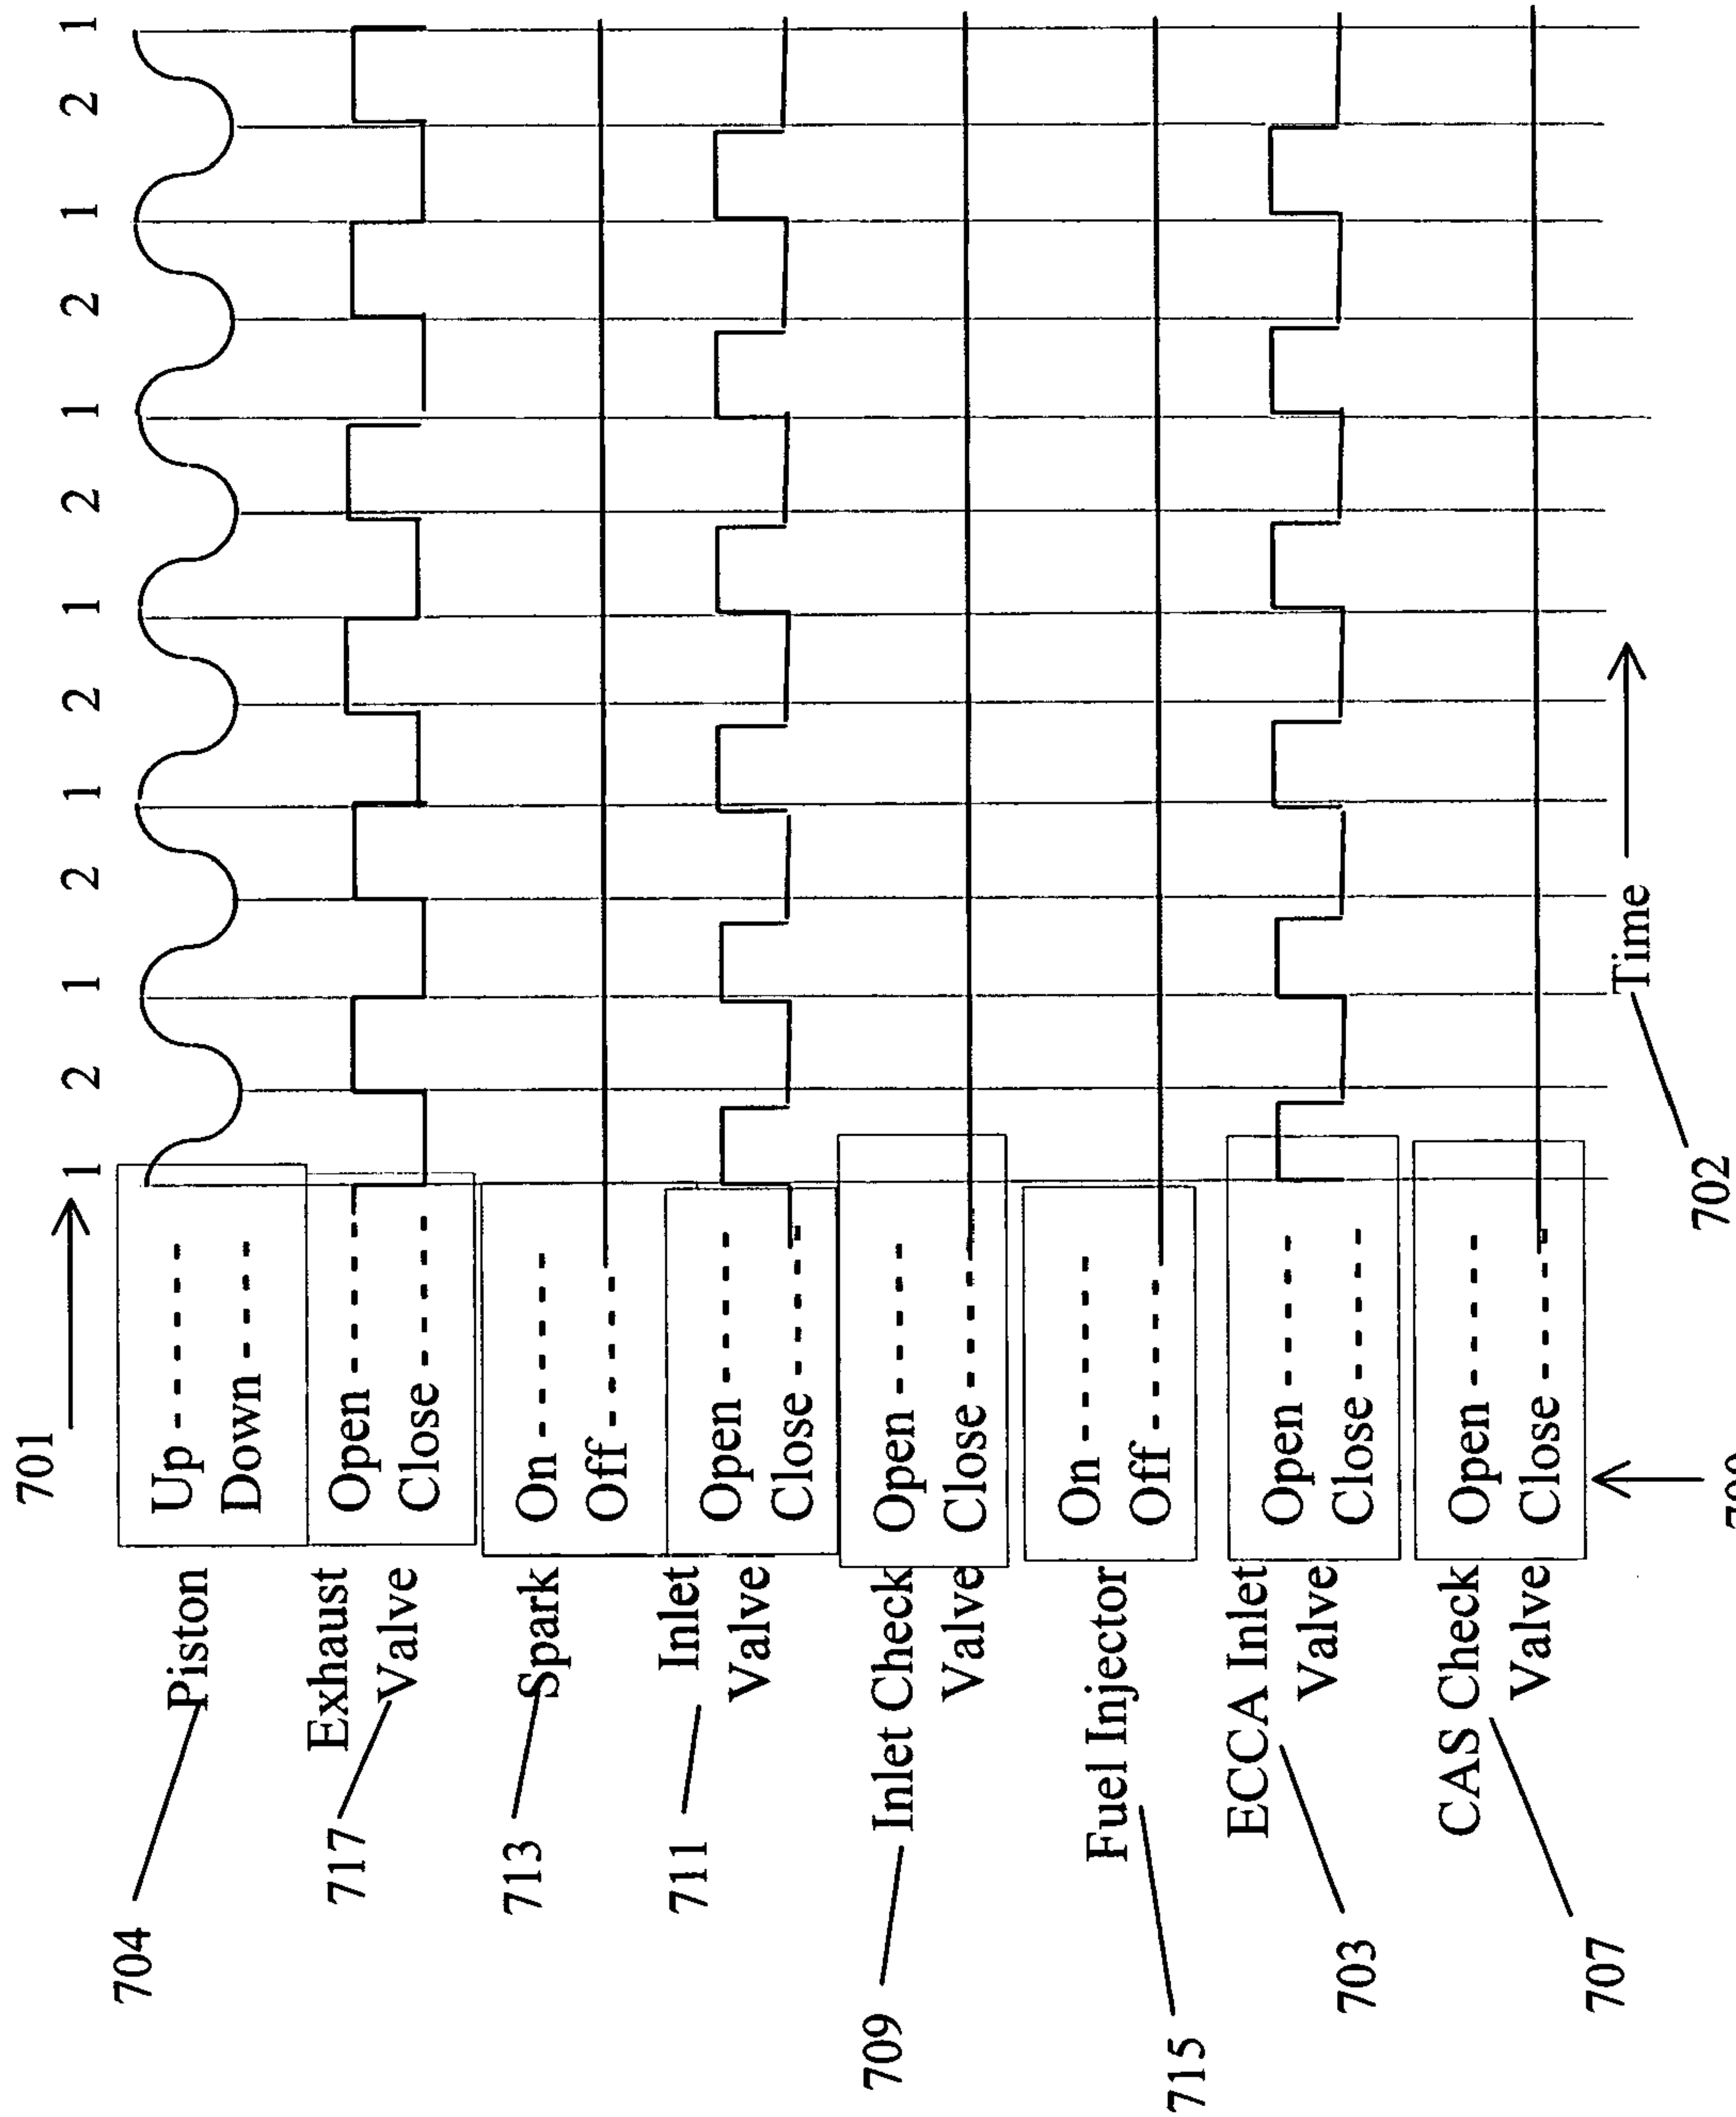 701
1 2 1 2 1 2 1 2 1 2 1 2 1
704
Piston
Up
Down
717
Exhaust
Valve
Open
Close
713
Spark
On
Off
711
Inlet
Valve
Open
Close
709
Inlet Check
Valve
Open
Close
715
Fuel Injector
On
Off
703
ECCA Inlet
Valve
Open
Close
707
CAS Check
Valve
Open
Close
Time
702